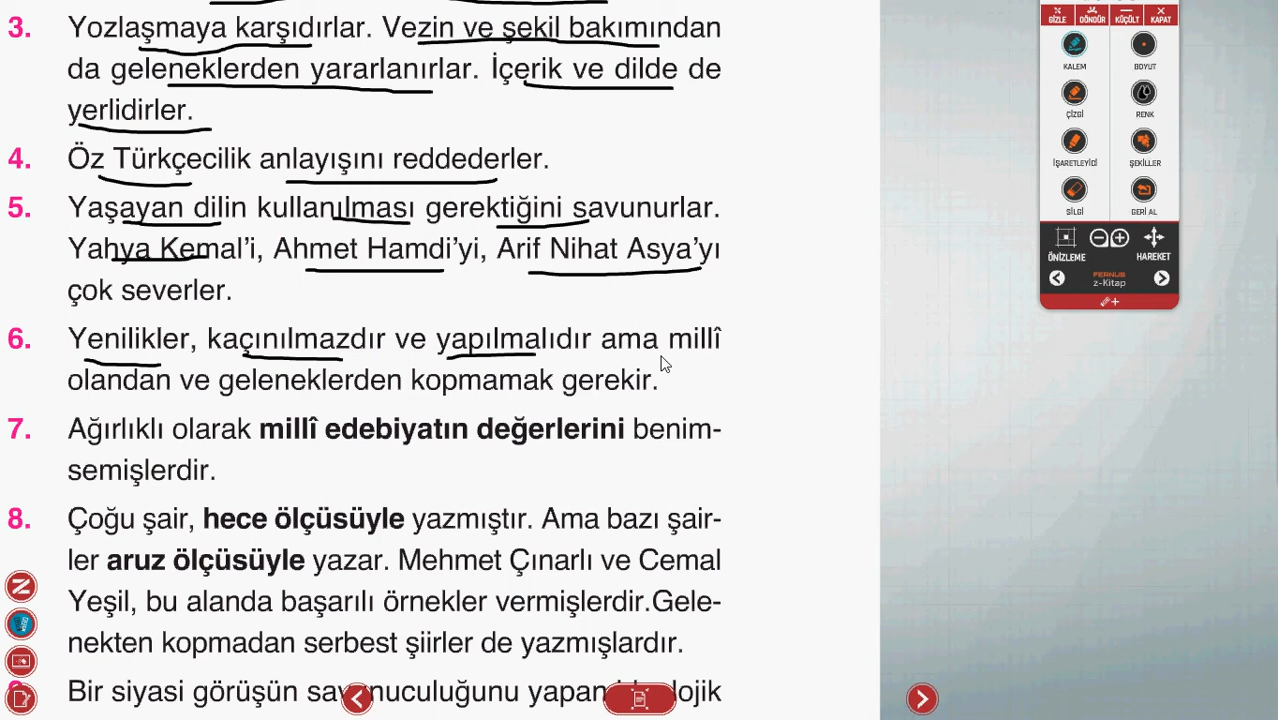 3. Yozlaşmaya karşıdırlar. Vezin ve şekil bakımından
da geleneklerden yararlanırlar. İçerik ve dilde de
yerlidirler.
4. Öz Türkçecilik anlayışını reddederler.
5. Yaşayan dilin kullanılması gerektiğini savunurlar.
Yahya Kemal'i, Ahmet Hamdi'yi, Arif Nihat Asya'yı
çok severler.
6. Yenilikler, kaçınılmazdır ve yapılmalıdır ama millî
olandan ve geleneklerden kopmamak gerekir.
7. Ağırlıklı olarak millî edebiyatın değerlerini benim-
semişlerdir.
8. Çoğu şair, hece ölçüsüyle yazmıştır. Ama bazı şair-
ler aruz ölçüsüyle yazar. Mehmet Çınarlı ve Cemal
Yeşil, bu alanda başarılı örnekler vermişlerdir.Gele-
nekten kopmadan serbest şiirler de yazmışlardır.
Bir siyasi görüşün yapan
GİZLE DÖNDÜR KÜÇÜLT KAPAT
KALEM BOYUT
ÇİZGİ RENK
İŞARETLEYİCİ ŞEKİLLER
SİLGİ GERİ AL
ÖNİZLEME HAREKET
FERNUS
z-Kitap